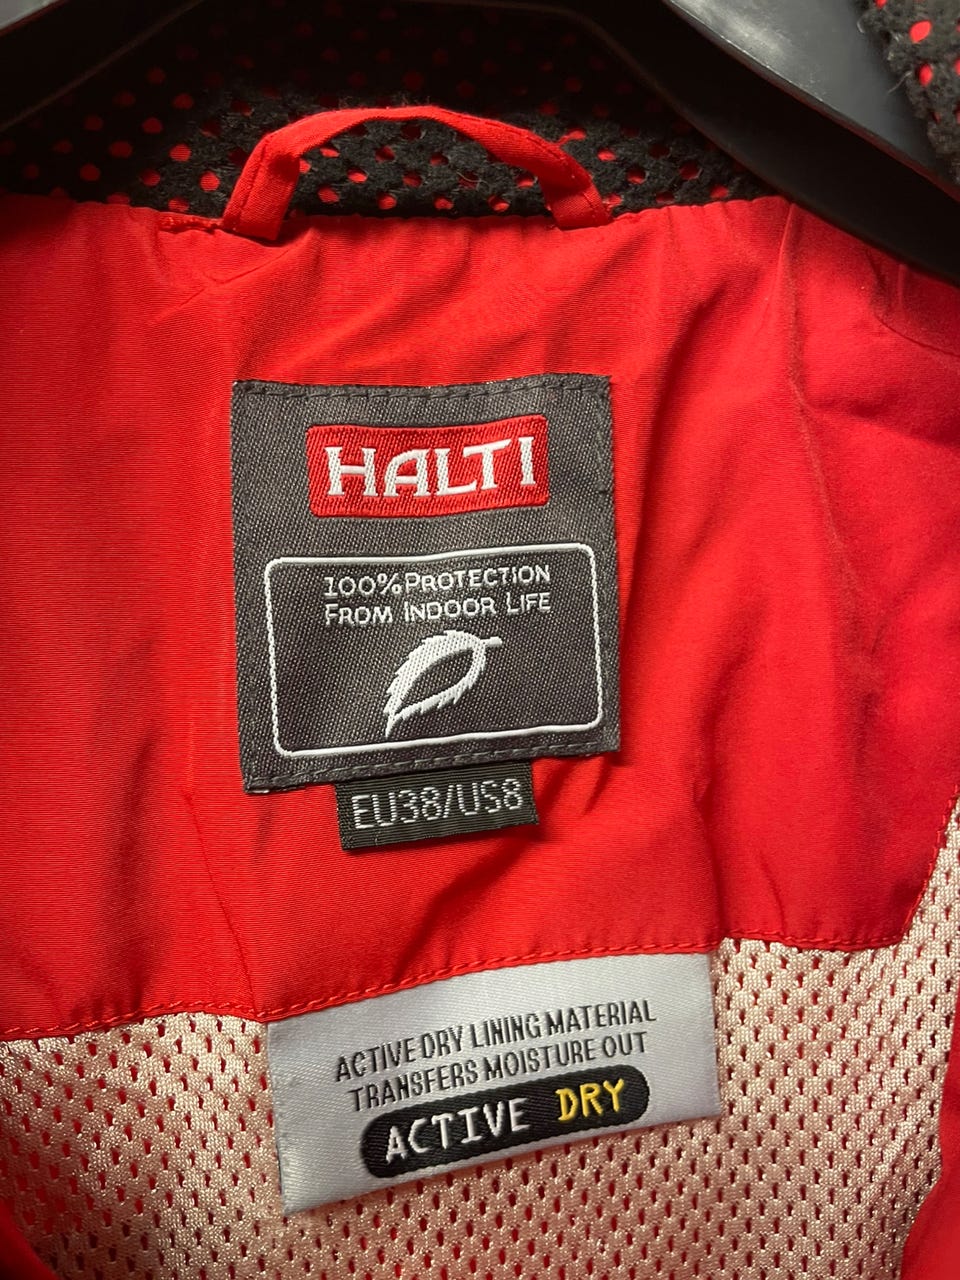 HALTI
100% PROTECTION
FROM INDOOR LIFE
EU38/US8
ACTIVE DRY LINING MATERIAL
TRANSFERS MOISTURE OUT
ACTIVE DRY